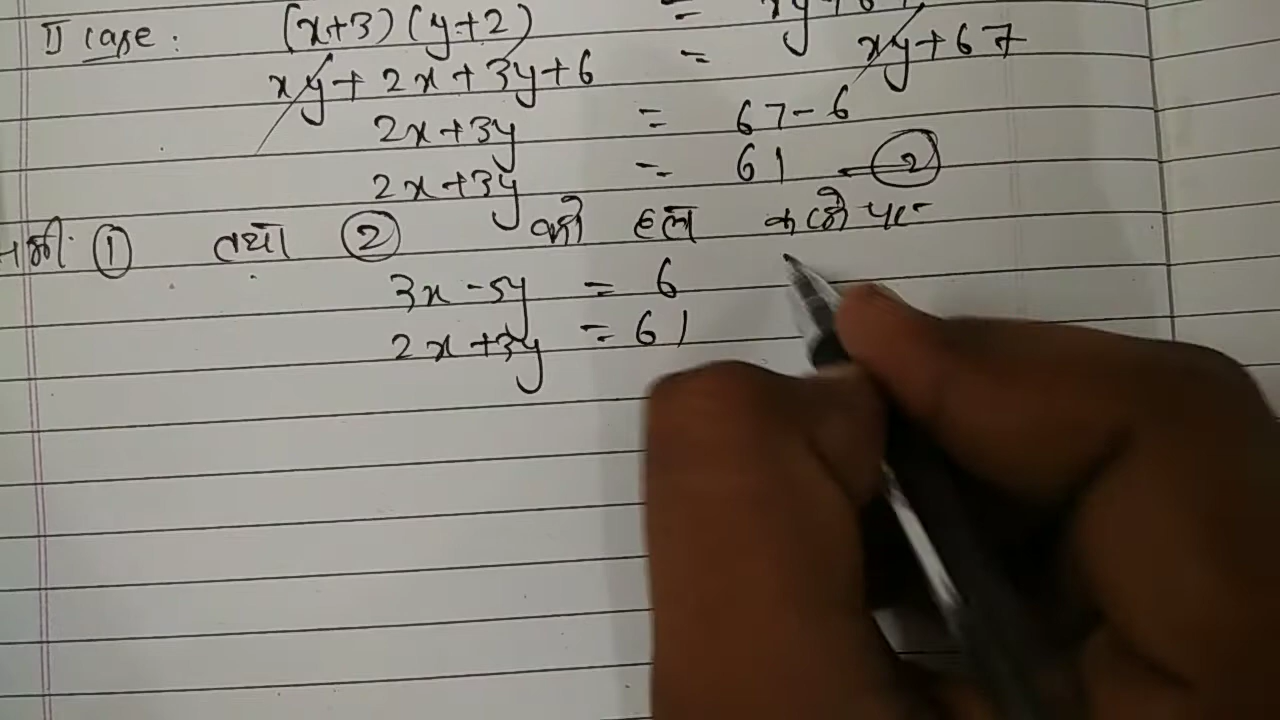 II case : (x+3)(y+2) = xy+67
xy + 2x + 3y + 6 = xy + 67
2x+3y = 67-6
2x+3y = 61 — ②
① तथा ② को हल करने पर
3x - 5y = 6
2x + 3y = 61